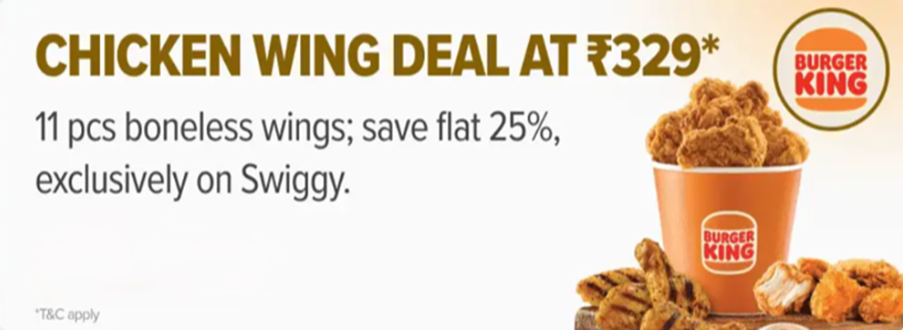 CHICKEN WING DEAL AT ₹329*
11 pcs boneless wings; save flat 25%,
exclusively on Swiggy.
BURGER
KING
BURGER
KING
*T&C apply